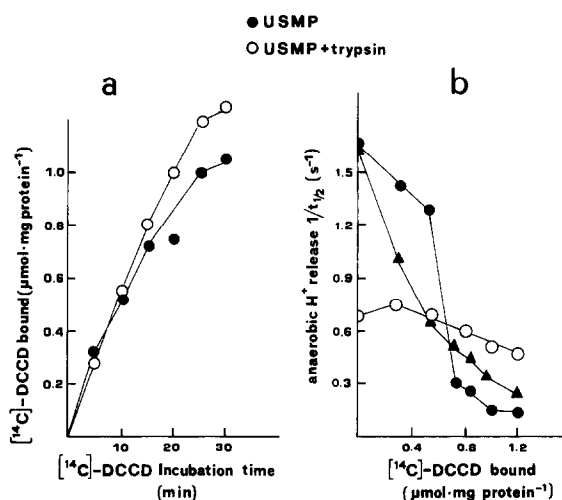 ● USMP
○ USMP+trypsin
a
b
[¹⁴C]-DCCD bound (μmol·mg protein⁻¹)
1.0
0.8
0.6
0.4
0.2
10
20
30
[¹⁴C]-DCCD Incubation time
(min)
anaerobic H⁺ release 1/t₁/₂ (s⁻¹)
1.5
1.2
0.9
0.6
0.3
0.4
0.8
1.2
[¹⁴C]-DCCD bound
(μmol·mg protein⁻¹)